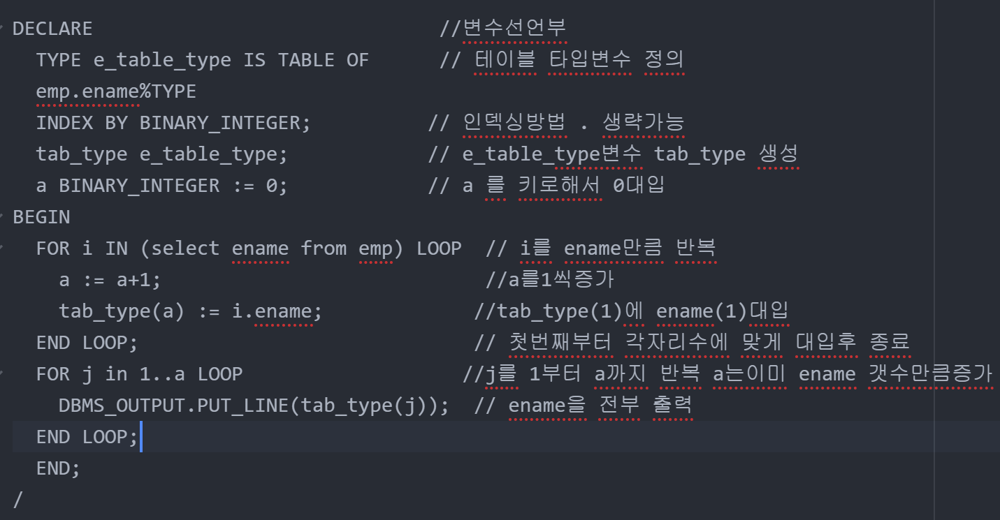 DECLARE //변수선언부
TYPE e_table_type IS TABLE OF // 테이블 타입변수 정의
emp.ename%TYPE
INDEX BY BINARY_INTEGER; // 인덱싱방법 . 생략가능
tab_type e_table_type; // e_table_type변수 tab_type 생성
a BINARY_INTEGER := 0; // a 를 키로해서 0대입
BEGIN
FOR i IN (select ename from emp) LOOP // i를 ename만큼 반복
a := a+1; //a를1씩증가
tab_type(a) := i.ename; //tab_type(1)에 ename(1)대입
END LOOP; // 첫번째부터 각자리수에 맞게 대입후 종료
FOR j in 1..a LOOP //j를 1부터 a까지 반복 a는이미 ename 갯수만큼증가
DBMS_OUTPUT.PUT_LINE(tab_type(j)); // ename을 전부 출력
END LOOP;
END;
/